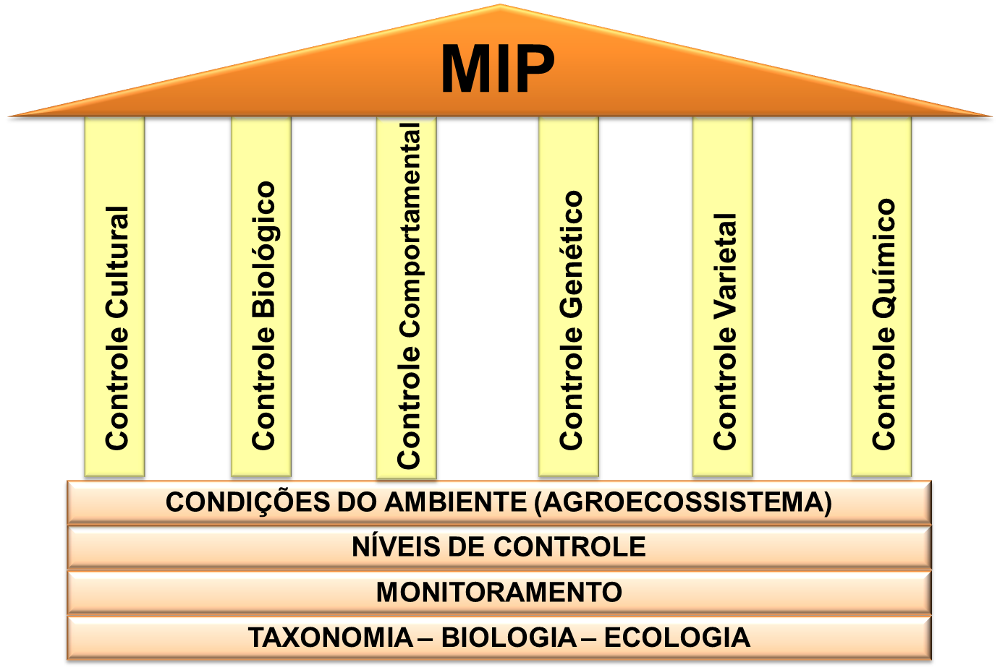 MIP
Controle Cultural
Controle Biológico
Controle Comportamental
Controle Genético
Controle Varietal
Controle Químico
CONDIÇÕES DO AMBIENTE (AGROECOSSISTEMA)
NÍVEIS DE CONTROLE
MONITORAMENTO
TAXONOMIA – BIOLOGIA – ECOLOGIA